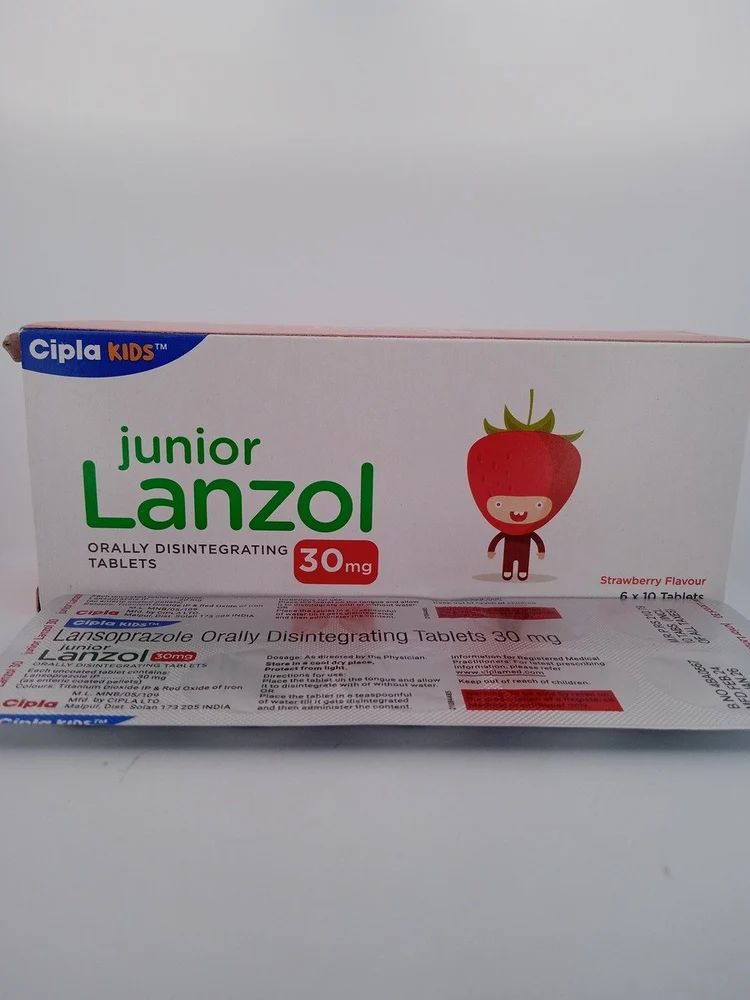 Cipla KIDS™
junior
Lanzol
ORALLY DISINTEGRATING
TABLETS
30mg
Strawberry Flavour
6 x 10 Tablets
Cipla
Cipla KIDS™
Lansoprazole Orally Disintegrating Tablets 30 mg
junior
Lanzol 30mg
ORALLY DISINTEGRATING TABLETS
Each uncoated tablet contains:
Lansoprazole IP 30 mg
(as enteric coated pellets)
Colours: Titanium Dioxide IP & Red Oxide of Iron
M.L. MNB/05/109
Mfd. by CIPLA LTD.
Malpur, Dist. Solan 173 205 INDIA
Cipla
Cipla KIDS™
Dosage: As directed by the Physician.
Store in a cool dry place,
Protect from light.
Directions for use:
Place the tablet on the tongue and allow
it to disintegrate with or without water.
OR
Place the tablet in a teaspoonful
of water till it gets disintegrated
and then administer the content.
Information for Registered Medical
Practitioners: For latest prescribing
information, please refer
www.ciplamed.com
Keep out of reach of children.